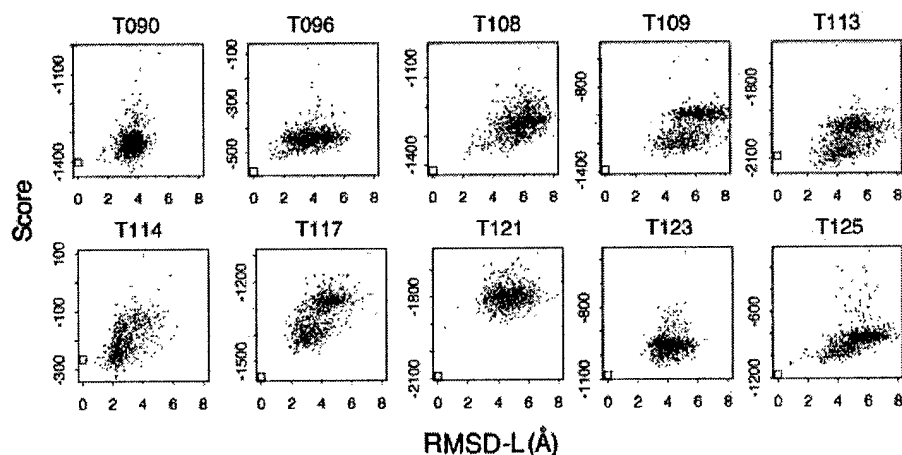 T090 T096 T108 T109 T113
-1100 -100 -1100 -1100 -1800
-300
-1400 -500 -1400 -1400 -2100
0 2 4 6 8 0 2 4 6 8 0 2 4 6 8 0 2 4 6 8 0 2 4 6 8
Score
T114 T117 T121 T123 T125
100 -1200 -1800 -800 -600
-100
-300 -1500 -2100 -1100 -1200
0 2 4 6 8 0 2 4 6 8 0 2 4 6 8 0 2 4 6 8 0 2 4 6 8
RMSD-L(Å)